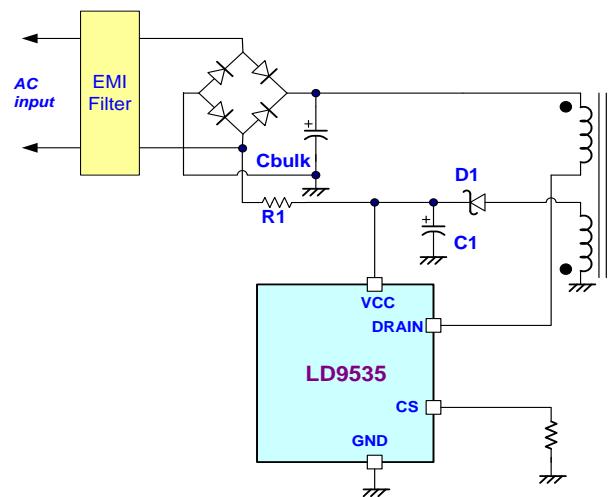 AC
input
EMI
Filter
+
Cbulk
D1
R1
+
C1
VCC
DRAIN
LD9535
CS
GND